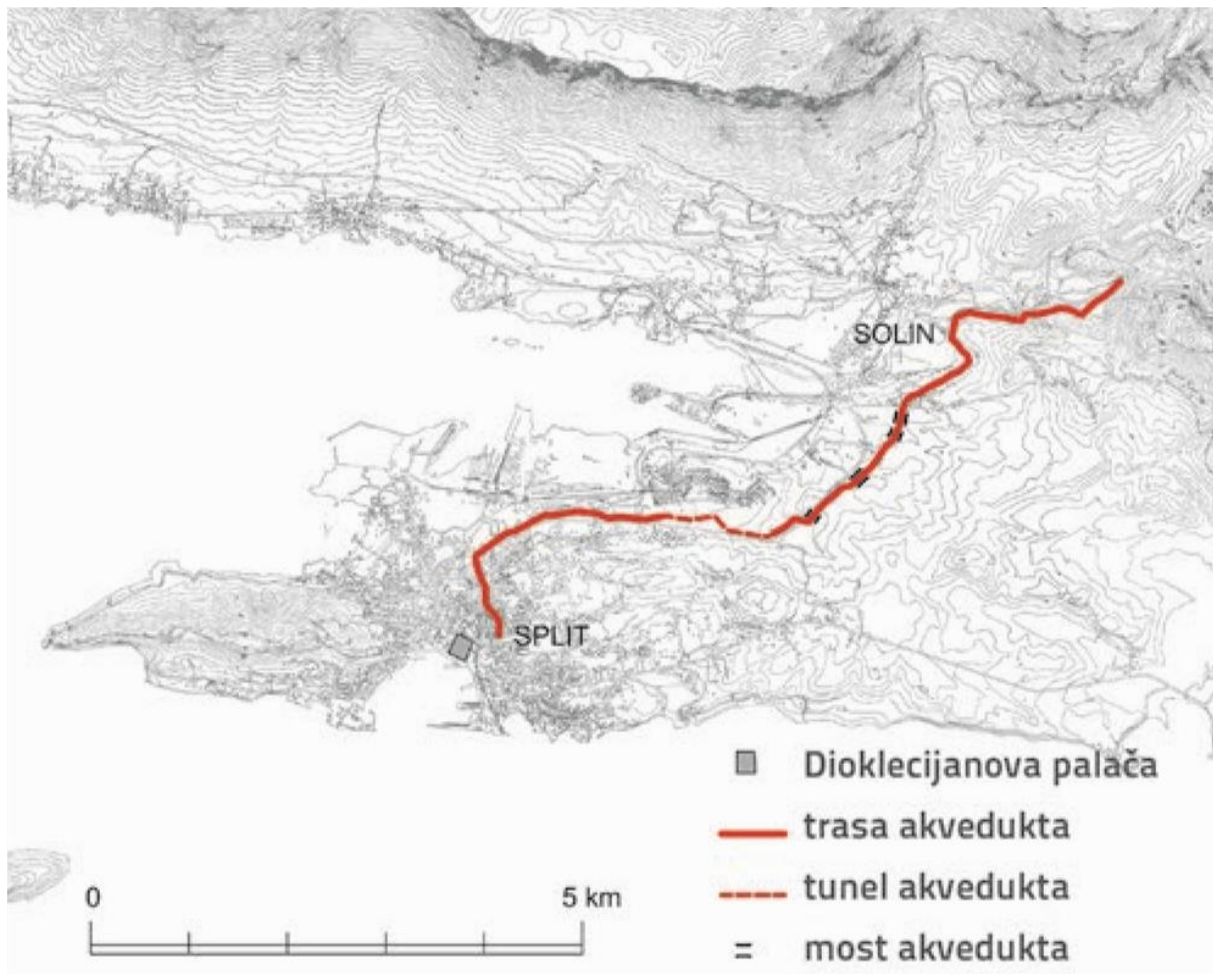 SOLIN
SPLIT
Dioklecijanova palača
trasa akvedukta
tunel akvedukta
most akvedukta
0 5 km